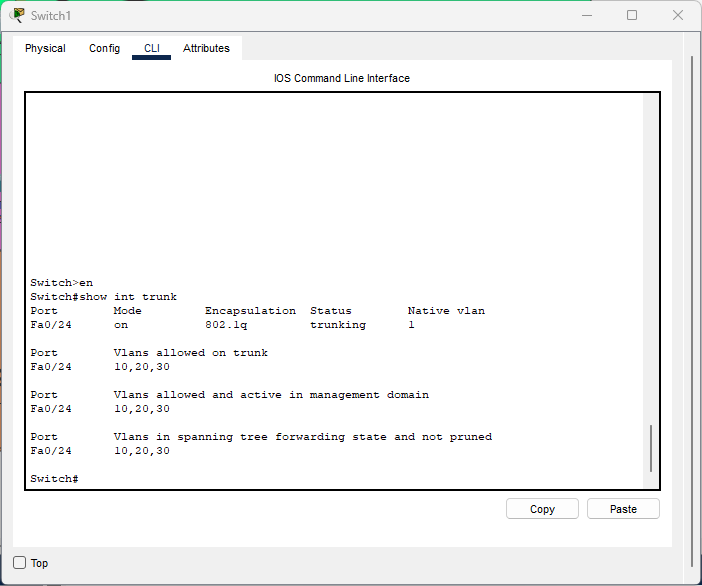 Switch1
Physical Config CLI Attributes
IOS Command Line Interface
Switch>en
Switch#show int trunk
Port        Mode         Encapsulation  Status        Native vlan
Fa0/24      on           802.1q         trunking      1
Port        Vlans allowed on trunk
Fa0/24      10,20,30
Port        Vlans allowed and active in management domain
Fa0/24      10,20,30
Port        Vlans in spanning tree forwarding state and not pruned
Fa0/24      10,20,30
Switch#
Copy Paste
Top